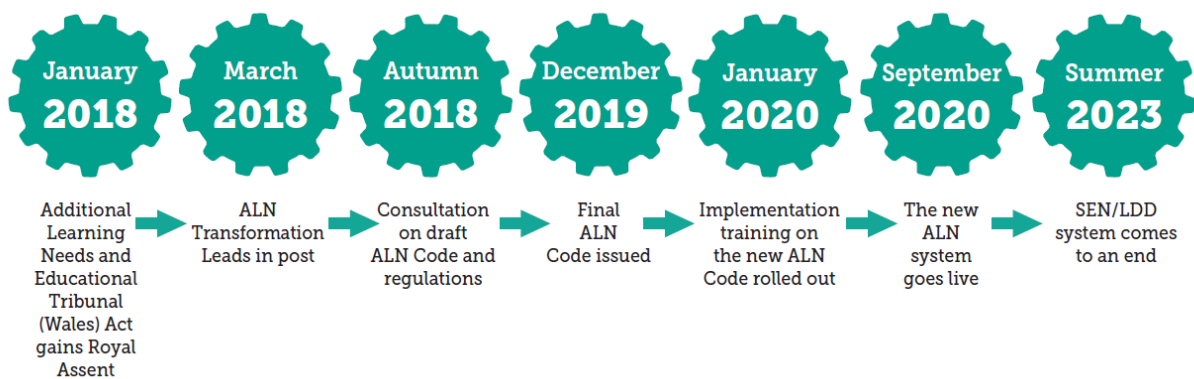 January
2018
March
2018
Autumn
2018
December
2019
January
2020
September
2020
Summer
2023
Additional
Learning
Needs and
Educational
Tribunal
(Wales) Act
gains Royal
Assent
ALN
Transformation
Leads in post
Consultation
on draft
ALN Code and
regulations
Final
ALN
Code issued
Implementation
training on
the new ALN
Code rolled out
The new
ALN
system
goes live
SEN/LDD
system comes
to an end